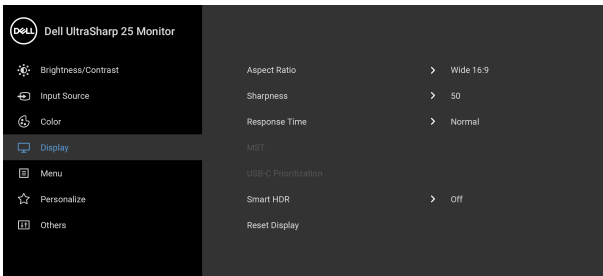 DELL Dell UltraSharp 25 Monitor
Brightness/Contrast
Input Source
Color
Display
Menu
Personalize
Others
Aspect Ratio Wide 16:9
Sharpness 50
Response Time Normal
MST
USB-C Prioritization
Smart HDR Off
Reset Display